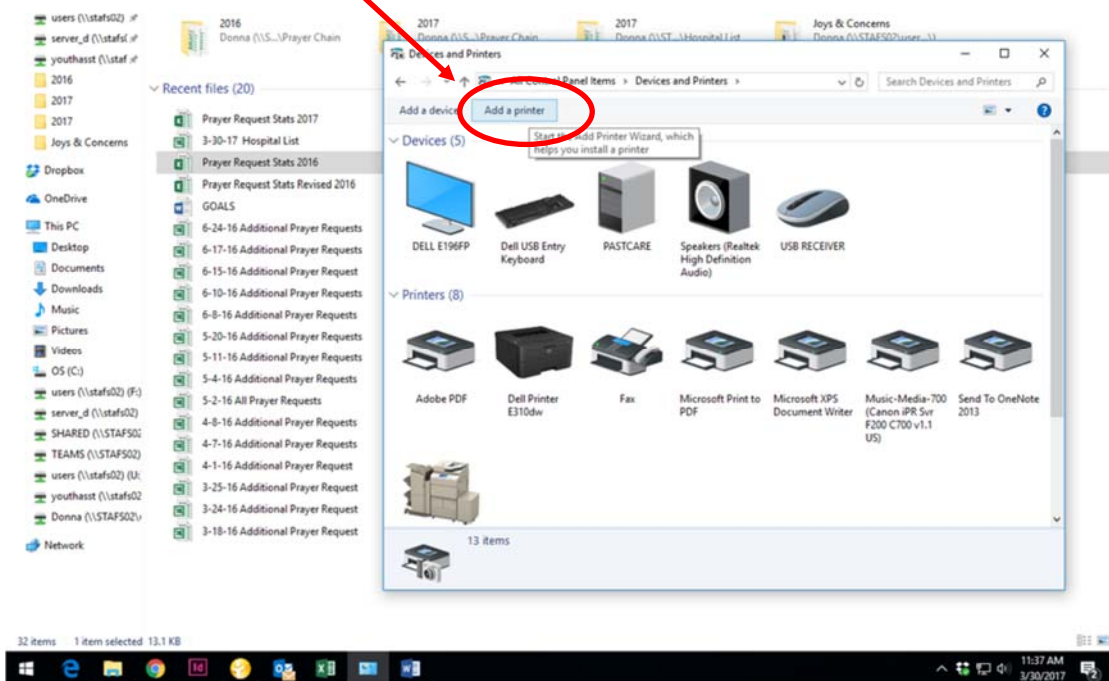 users (\\stafs02)
server_d (\\stafs(
youthasst (\\staf
2016
2017
2017
Joys & Concerns
Dropbox
OneDrive
This PC
Desktop
Documents
Downloads
Music
Pictures
Videos
OS (C:)
users (\\stafs02) (F:)
server_d (\\stafs02)
SHARED (\\STAFS02
TEAMS (\\STAFS02)
users (\\stafs02) (U:
youthasst (\\stafs02
Donna (\\STAFS02\
Network
2016
Donna (\\S...\Prayer Chain
2017
Donna (\\S...\Prayer Chain
2017
Donna (\\ST...\Hospital List
Joys & Concerns
Donna (\\STAFS02\user...\)
Recent files (20)
Prayer Request Stats 2017
3-30-17 Hospital List
Prayer Request Stats 2016
Prayer Request Stats Revised 2016
GOALS
6-24-16 Additional Prayer Requests
6-17-16 Additional Prayer Requests
6-15-16 Additional Prayer Request
6-10-16 Additional Prayer Requests
6-8-16 Additional Prayer Requests
5-20-16 Additional Prayer Requests
5-11-16 Additional Prayer Requests
5-4-16 Additional Prayer Requests
5-2-16 All Prayer Requests
4-8-16 Additional Prayer Requests
4-7-16 Additional Prayer Requests
4-1-16 Additional Prayer Request
3-25-16 Additional Prayer Request
3-24-16 Additional Prayer Request
3-18-16 Additional Prayer Request
Devices and Printers
All Control Panel Items > Devices and Printers >
Search Devices and Printers
Add a device
Add a printer
Start the Add Printer Wizard, which
helps you install a printer
Devices (5)
DELL E196FP
Dell USB Entry
Keyboard
PASTCARE
Speakers (Realtek
High Definition
Audio)
USB RECEIVER
Printers (8)
Adobe PDF
Dell Printer
E310dw
Fax
Microsoft Print to
PDF
Microsoft XPS
Document Writer
Music-Media-700
(Canon iPR Svr
F200 C700 v1.1
US)
Send To OneNote
2013
13 items
32 items 1 item selected 13.1 KB
11:37 AM
3/30/2017